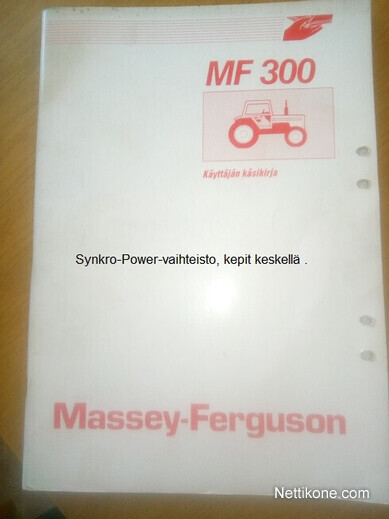 MF 300
Käyttäjän käsikirja
Synkro-Power-vaihteisto, kepit keskellä .
Massey-Ferguson
Nettikone.com